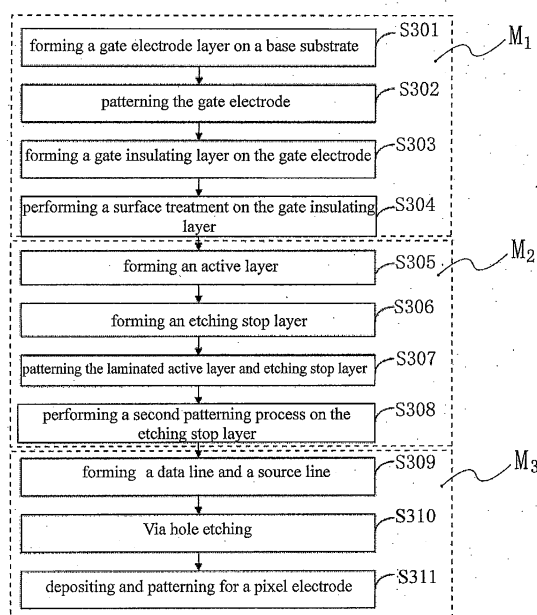 forming a gate electrode layer on a base substrate
S301
M1
patterning the gate electrode
S302
forming a gate insulating layer on the gate electrode
S303
performing a surface treatment on the gate insulating
layer
S304
forming an active layer
S305
M2
forming an etching stop layer
S306
patterning the laminated active layer and etching stop layer
S307
performing a second patterning process on the
etching stop layer
S308
forming a data line and a source line
S309
M3
Via hole etching
S310
depositing and patterning for a pixel electrode
S311